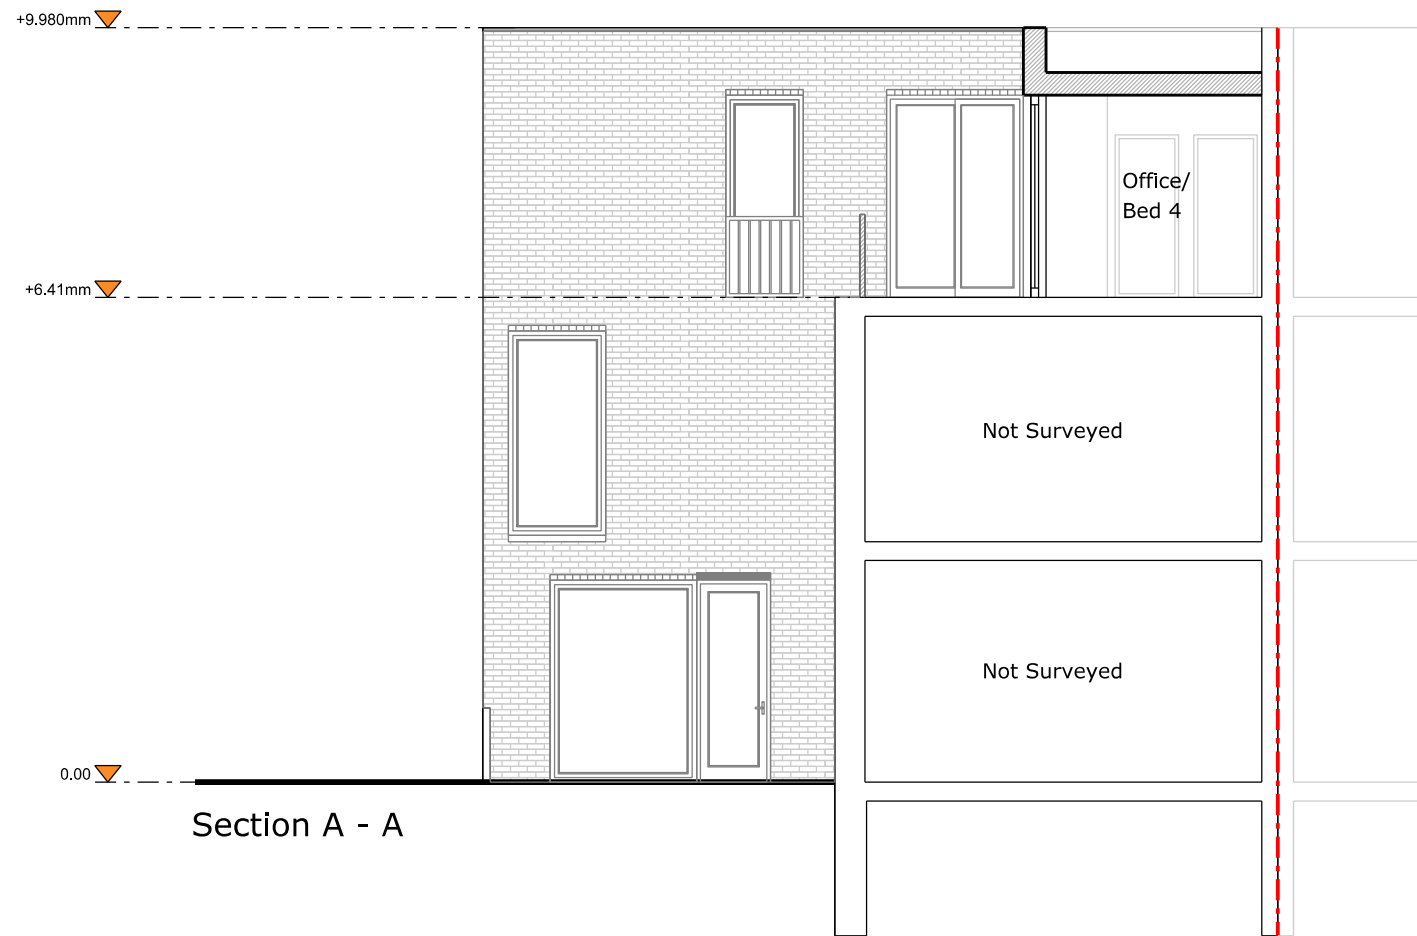 +9.980mm
Office/
Bed 4
+6.41mm
Not Surveyed
Not Surveyed
0.00
Section A - A